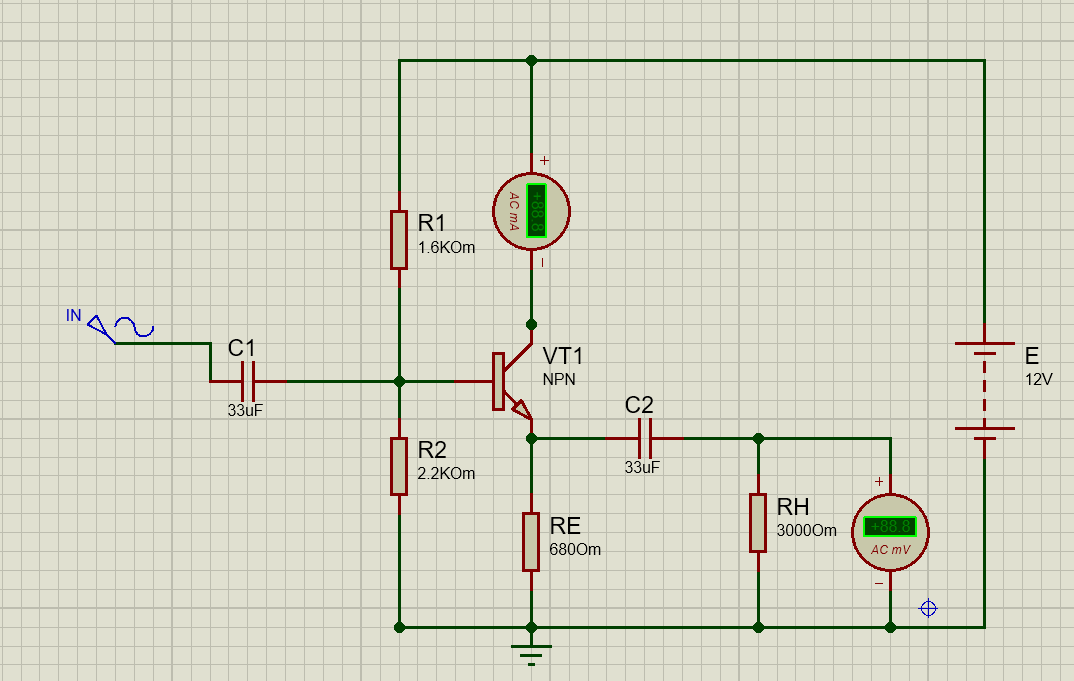 +
AC mA
+88.8
−
R1
1.6KOm
IN
C1
33uF
VT1
NPN
E
12V
C2
33uF
R2
2.2KOm
+
+88.8
AC mV
−
RH
3000Om
RE
680Om